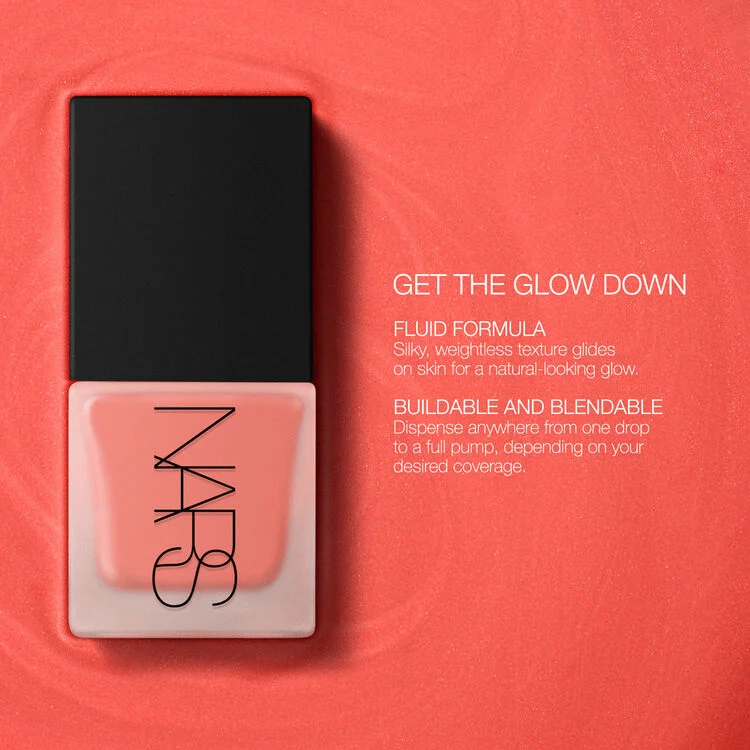 NARS
GET THE GLOW DOWN
FLUID FORMULA
Silky, weightless texture glides
on skin for a natural-looking glow.
BUILDABLE AND BLENDABLE
Dispense anywhere from one drop
to a full pump, depending on your
desired coverage.